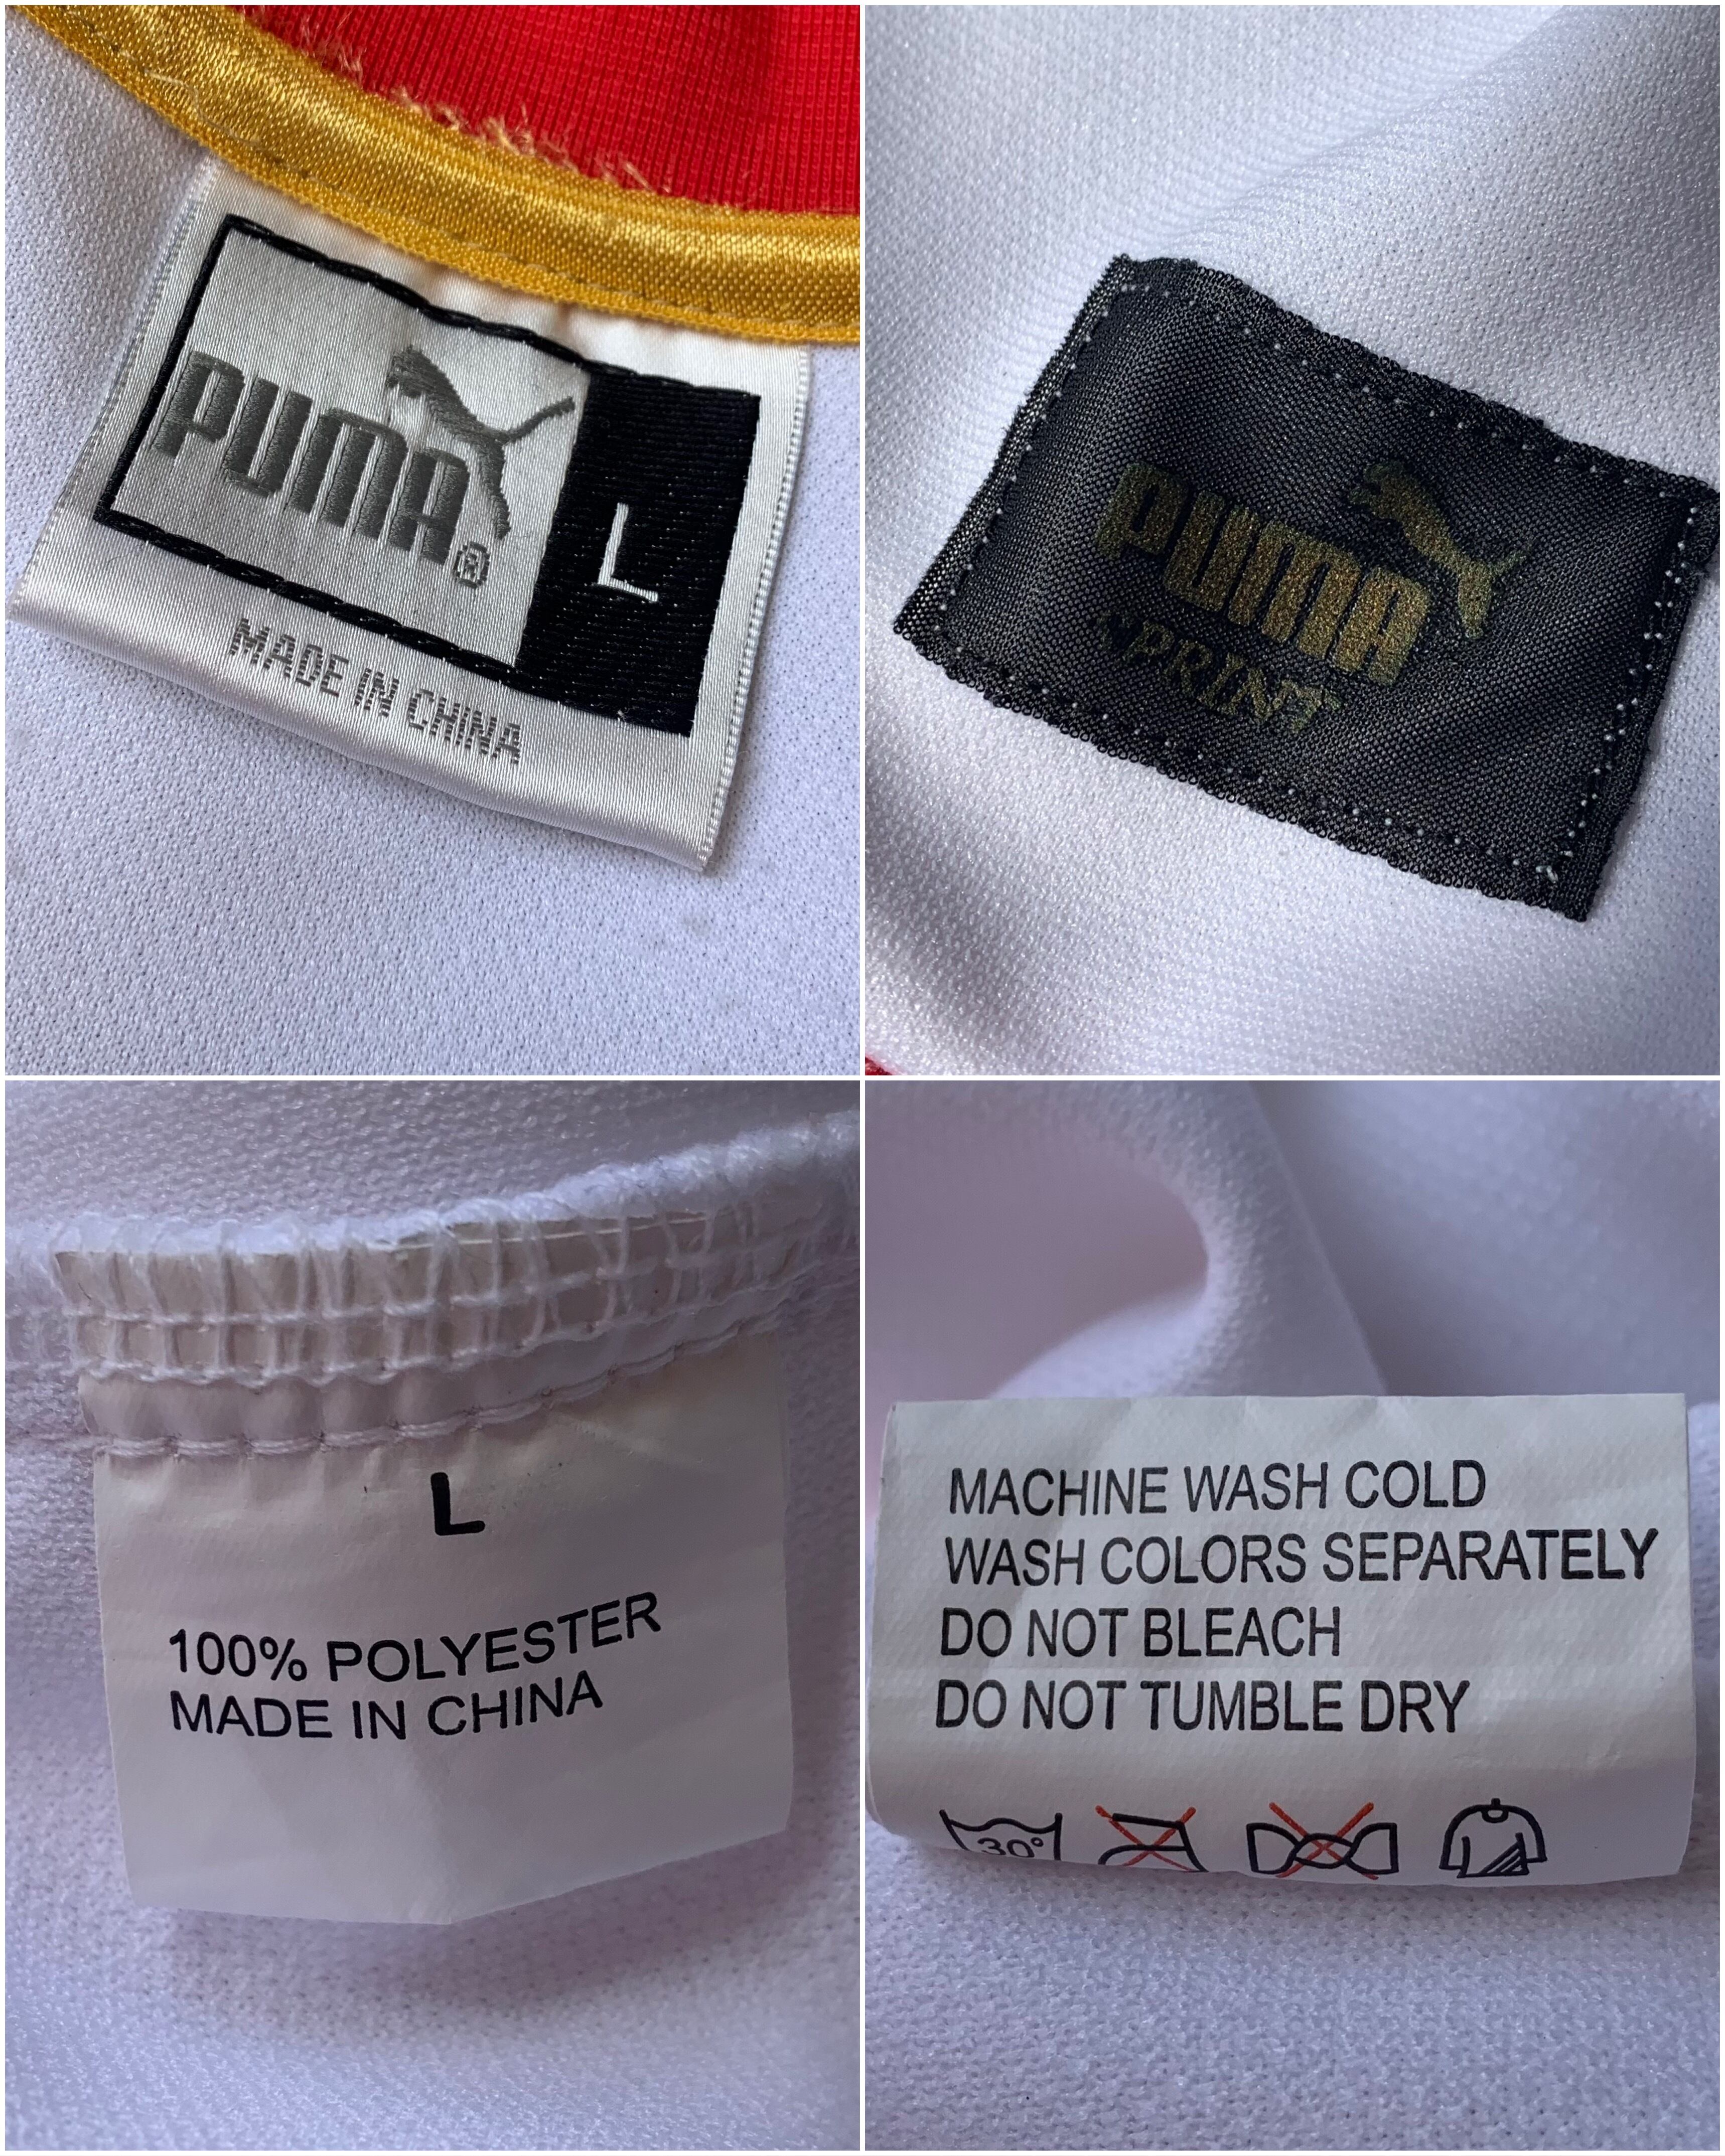 PUMA®
L
MADE IN CHINA
PUMA
SPRINT
L
100% POLYESTER
MADE IN CHINA
MACHINE WASH COLD
WASH COLORS SEPARATELY
DO NOT BLEACH
DO NOT TUMBLE DRY
30°